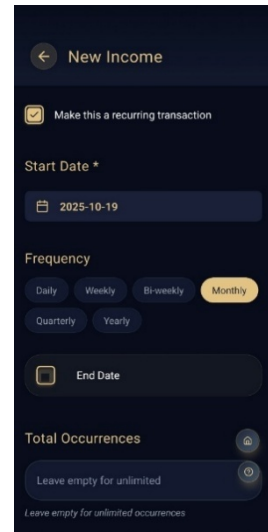 New Income
Make this a recurring transaction
Start Date *
2025-10-19
Frequency
Daily Weekly Bi-weekly Monthly
Quarterly Yearly
End Date
Total Occurrences
Leave empty for unlimited
Leave empty for unlimited occurrences